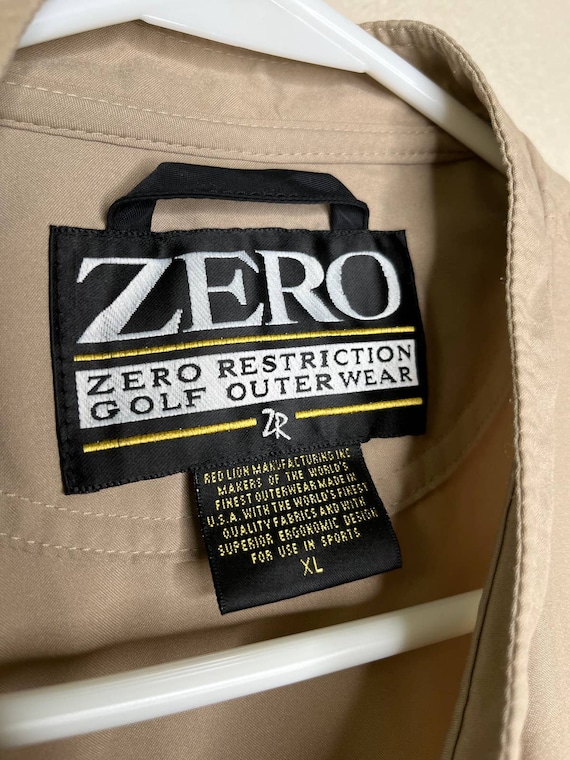 ZERO
ZERO RESTRICTION
GOLF OUTERWEAR
ZR
RED LION MANUFACTURING INC
MAKERS OF THE WORLD'S
FINEST OUTERWEAR MADE IN
U.S.A. WITH THE WORLD'S FINEST
QUALITY FABRICS AND WITH
SUPERIOR ERGONOMIC DESIGN
FOR USE IN SPORTS
XL